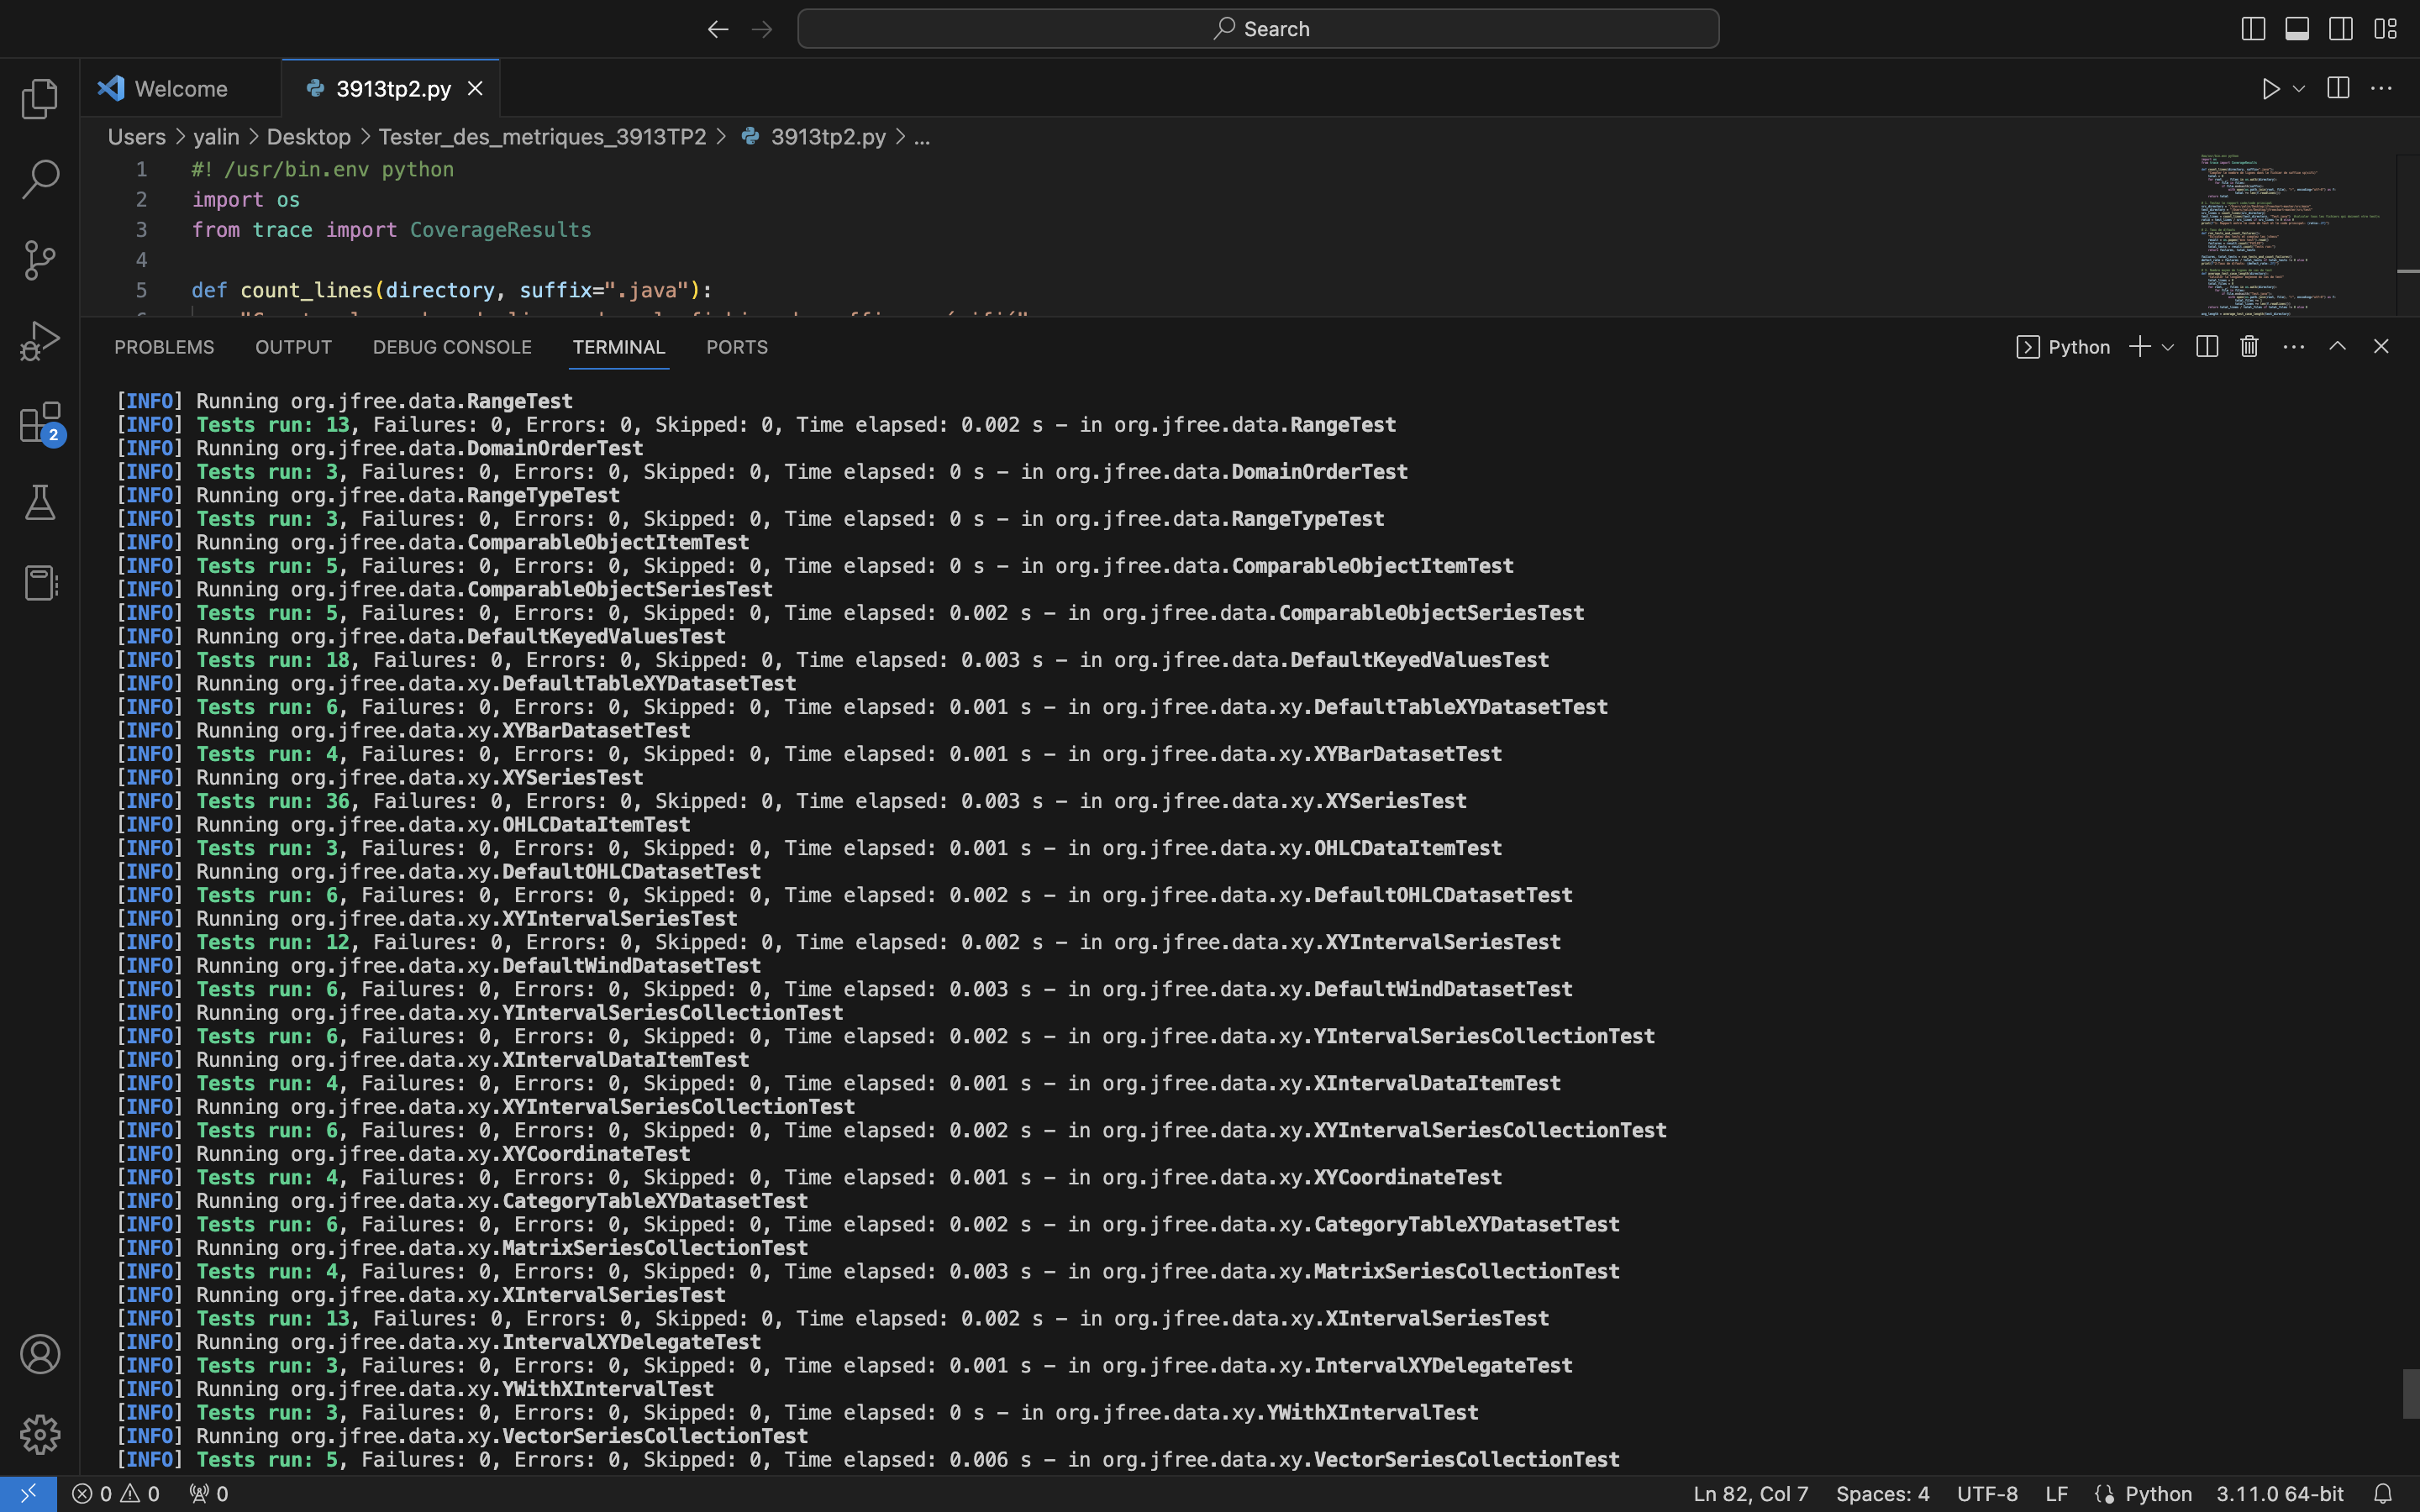 Search
Welcome
3913tp2.py
Users > yalin > Desktop > Tester_des_metriques_3913TP2 > 3913tp2.py > ...
1 #! /usr/bin.env python
2 import os
3 from trace import CoverageResults
4
5 def count_lines(directory, suffix=".java"):
PROBLEMS OUTPUT DEBUG CONSOLE TERMINAL PORTS
Python
[INFO] Running org.jfree.data.RangeTest
[INFO] Tests run: 13, Failures: 0, Errors: 0, Skipped: 0, Time elapsed: 0.002 s - in org.jfree.data.RangeTest
[INFO] Running org.jfree.data.DomainOrderTest
[INFO] Tests run: 3, Failures: 0, Errors: 0, Skipped: 0, Time elapsed: 0 s - in org.jfree.data.DomainOrderTest
[INFO] Running org.jfree.data.RangeTypeTest
[INFO] Tests run: 3, Failures: 0, Errors: 0, Skipped: 0, Time elapsed: 0 s - in org.jfree.data.RangeTypeTest
[INFO] Running org.jfree.data.ComparableObjectItemTest
[INFO] Tests run: 5, Failures: 0, Errors: 0, Skipped: 0, Time elapsed: 0 s - in org.jfree.data.ComparableObjectItemTest
[INFO] Running org.jfree.data.ComparableObjectSeriesTest
[INFO] Tests run: 5, Failures: 0, Errors: 0, Skipped: 0, Time elapsed: 0.002 s - in org.jfree.data.ComparableObjectSeriesTest
[INFO] Running org.jfree.data.DefaultKeyedValuesTest
[INFO] Tests run: 18, Failures: 0, Errors: 0, Skipped: 0, Time elapsed: 0.003 s - in org.jfree.data.DefaultKeyedValuesTest
[INFO] Running org.jfree.data.xy.DefaultTableXYDatasetTest
[INFO] Tests run: 6, Failures: 0, Errors: 0, Skipped: 0, Time elapsed: 0.001 s - in org.jfree.data.xy.DefaultTableXYDatasetTest
[INFO] Running org.jfree.data.xy.XYBarDatasetTest
[INFO] Tests run: 4, Failures: 0, Errors: 0, Skipped: 0, Time elapsed: 0.001 s - in org.jfree.data.xy.XYBarDatasetTest
[INFO] Running org.jfree.data.xy.XYSeriesTest
[INFO] Tests run: 36, Failures: 0, Errors: 0, Skipped: 0, Time elapsed: 0.003 s - in org.jfree.data.xy.XYSeriesTest
[INFO] Running org.jfree.data.xy.OHLCDataItemTest
[INFO] Tests run: 3, Failures: 0, Errors: 0, Skipped: 0, Time elapsed: 0.001 s - in org.jfree.data.xy.OHLCDataItemTest
[INFO] Running org.jfree.data.xy.DefaultOHLCDatasetTest
[INFO] Tests run: 6, Failures: 0, Errors: 0, Skipped: 0, Time elapsed: 0.002 s - in org.jfree.data.xy.DefaultOHLCDatasetTest
[INFO] Running org.jfree.data.xy.XYIntervalSeriesTest
[INFO] Tests run: 12, Failures: 0, Errors: 0, Skipped: 0, Time elapsed: 0.002 s - in org.jfree.data.xy.XYIntervalSeriesTest
[INFO] Running org.jfree.data.xy.DefaultWindDatasetTest
[INFO] Tests run: 6, Failures: 0, Errors: 0, Skipped: 0, Time elapsed: 0.003 s - in org.jfree.data.xy.DefaultWindDatasetTest
[INFO] Running org.jfree.data.xy.YIntervalSeriesCollectionTest
[INFO] Tests run: 6, Failures: 0, Errors: 0, Skipped: 0, Time elapsed: 0.002 s - in org.jfree.data.xy.YIntervalSeriesCollectionTest
[INFO] Running org.jfree.data.xy.XIntervalDataItemTest
[INFO] Tests run: 4, Failures: 0, Errors: 0, Skipped: 0, Time elapsed: 0.001 s - in org.jfree.data.xy.XIntervalDataItemTest
[INFO] Running org.jfree.data.xy.XYIntervalSeriesCollectionTest
[INFO] Tests run: 6, Failures: 0, Errors: 0, Skipped: 0, Time elapsed: 0.002 s - in org.jfree.data.xy.XYIntervalSeriesCollectionTest
[INFO] Running org.jfree.data.xy.XYCoordinateTest
[INFO] Tests run: 4, Failures: 0, Errors: 0, Skipped: 0, Time elapsed: 0.001 s - in org.jfree.data.xy.XYCoordinateTest
[INFO] Running org.jfree.data.xy.CategoryTableXYDatasetTest
[INFO] Tests run: 6, Failures: 0, Errors: 0, Skipped: 0, Time elapsed: 0.002 s - in org.jfree.data.xy.CategoryTableXYDatasetTest
[INFO] Running org.jfree.data.xy.MatrixSeriesCollectionTest
[INFO] Tests run: 4, Failures: 0, Errors: 0, Skipped: 0, Time elapsed: 0.003 s - in org.jfree.data.xy.MatrixSeriesCollectionTest
[INFO] Running org.jfree.data.xy.XIntervalSeriesTest
[INFO] Tests run: 13, Failures: 0, Errors: 0, Skipped: 0, Time elapsed: 0.002 s - in org.jfree.data.xy.XIntervalSeriesTest
[INFO] Running org.jfree.data.xy.IntervalXYDelegateTest
[INFO] Tests run: 3, Failures: 0, Errors: 0, Skipped: 0, Time elapsed: 0.001 s - in org.jfree.data.xy.IntervalXYDelegateTest
[INFO] Running org.jfree.data.xy.YWithXIntervalTest
[INFO] Tests run: 3, Failures: 0, Errors: 0, Skipped: 0, Time elapsed: 0 s - in org.jfree.data.xy.YWithXIntervalTest
[INFO] Running org.jfree.data.xy.VectorSeriesCollectionTest
[INFO] Tests run: 5, Failures: 0, Errors: 0, Skipped: 0, Time elapsed: 0.006 s - in org.jfree.data.xy.VectorSeriesCollectionTest
2
0 0 0
Ln 82, Col 7 Spaces: 4 UTF-8 LF Python 3.11.0 64-bit